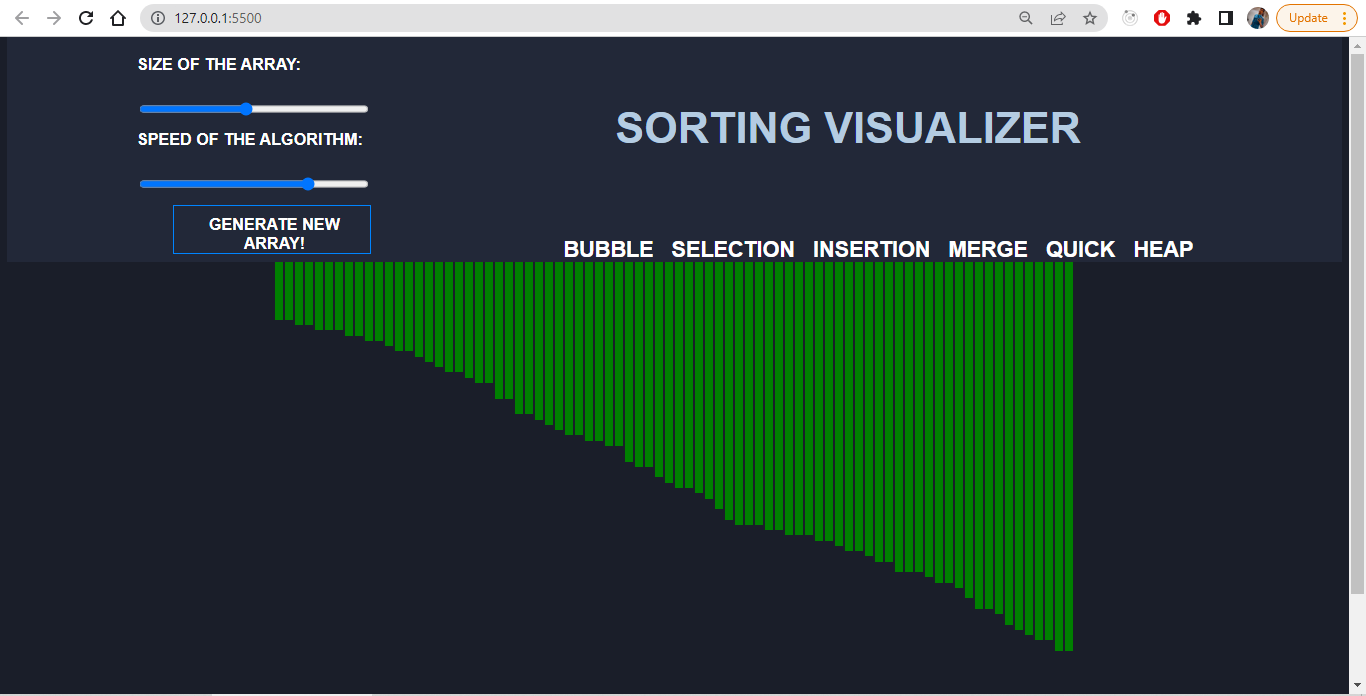 127.0.0.1:5500
Update
SIZE OF THE ARRAY:
SPEED OF THE ALGORITHM:
GENERATE NEW
ARRAY!
SORTING VISUALIZER
BUBBLE SELECTION INSERTION MERGE QUICK HEAP